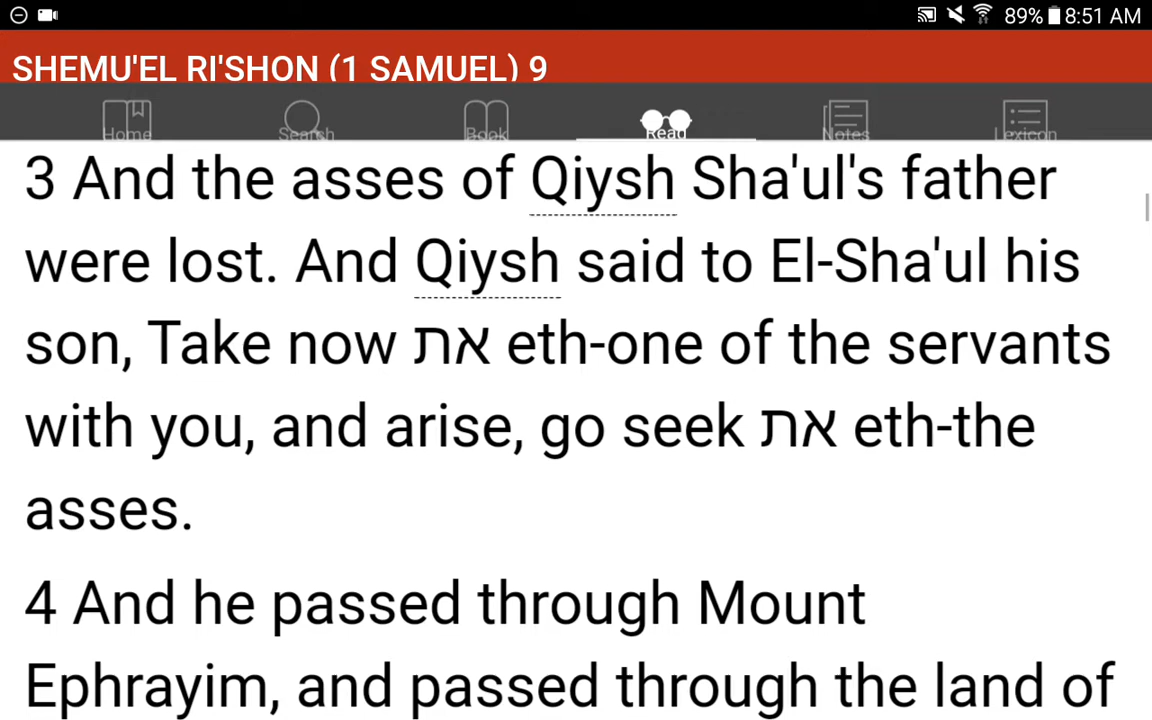 89% 8:51 AM
SHEMU'EL RI'SHON (1 SAMUEL) 9
Home Search Book Read Notes Lexicon
3 And the asses of Qiysh Sha'ul's father
were lost. And Qiysh said to El-Sha'ul his
son, Take now את eth-one of the servants
with you, and arise, go seek את eth-the
asses.
4 And he passed through Mount
Ephrayim, and passed through the land of